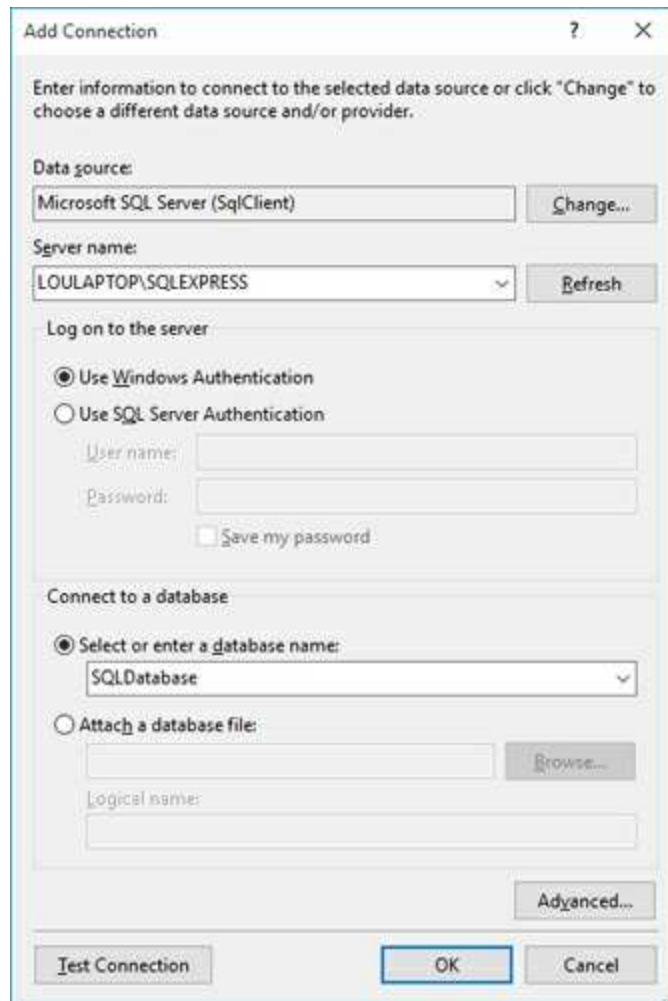 Add Connection ? ✕
Enter information to connect to the selected data source or click "Change" to
choose a different data source and/or provider.
Data source:
Microsoft SQL Server (SqlClient) Change...
Server name:
LOULAPTOP\SQLEXPRESS Refresh
Log on to the server
Use Windows Authentication
Use SQL Server Authentication
User name:
Password:
Save my password
Connect to a database
Select or enter a database name:
SQLDatabase
Attach a database file:
Browse...
Logical name:
Advanced...
Test Connection OK Cancel